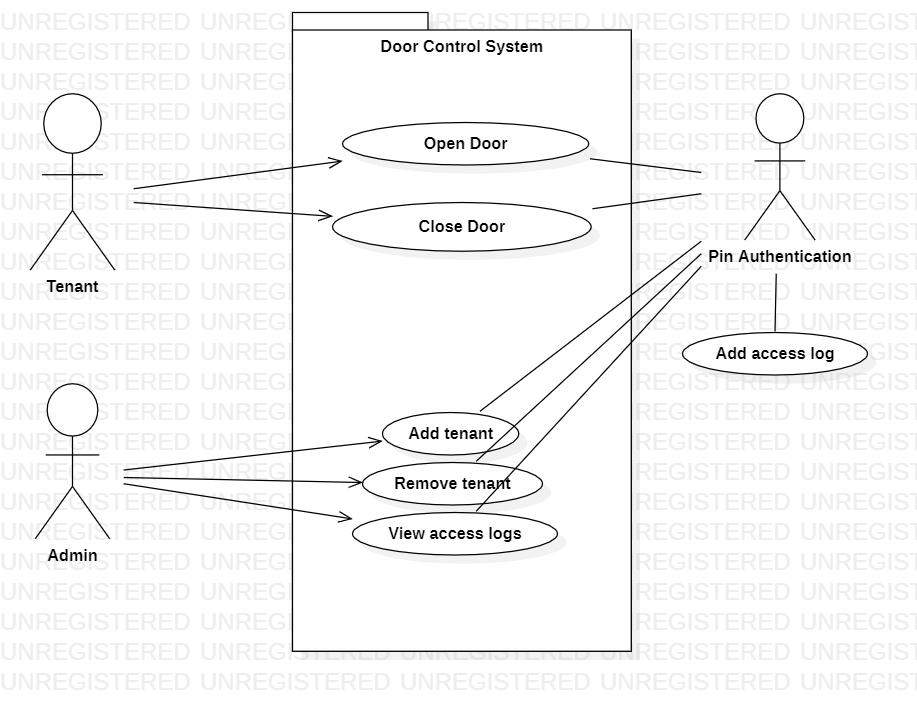 Door Control System
Open Door
Close Door
Tenant
Pin Authentication
Add access log
Add tenant
Remove tenant
View access logs
Admin
UNREGISTERED UNREGISTERED UNREGISTERED UNREGISTERED UNREGISTERED